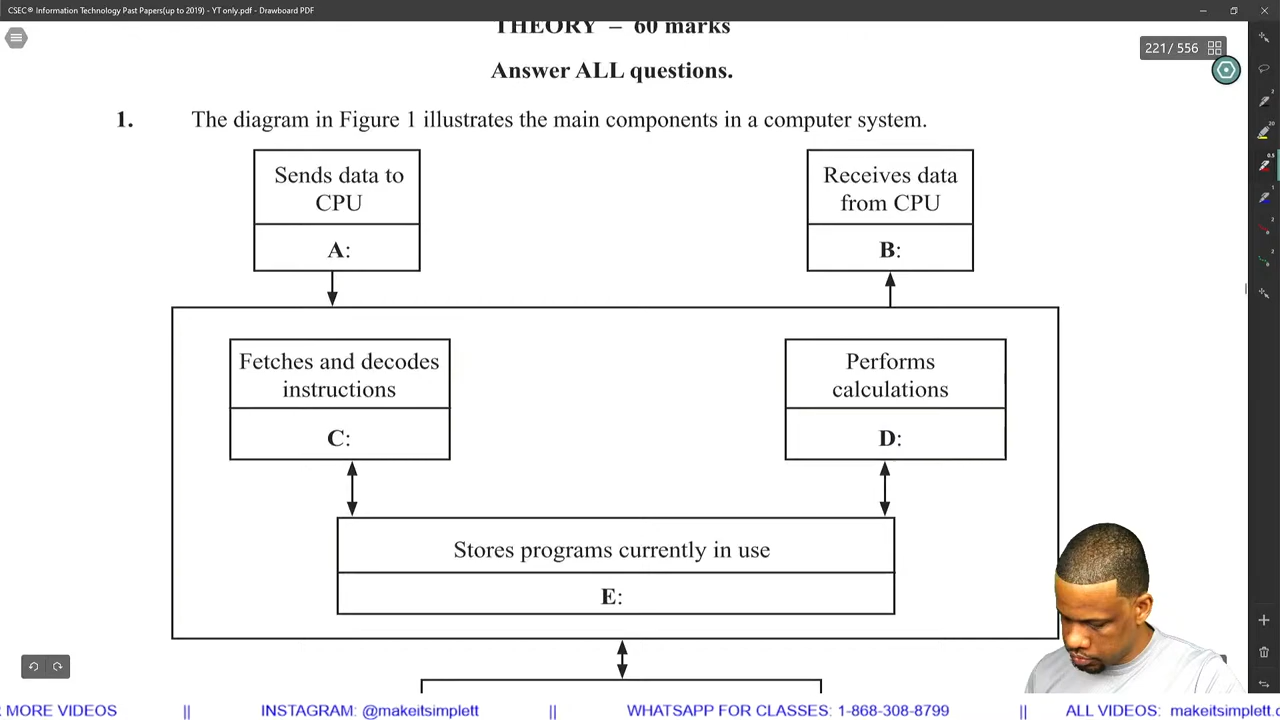 CSEC® Information Technology Past Papers(up to 2019) - YT only.pdf - Drawboard PDF
THEORY – 60 marks
221 / 556
Answer ALL questions.
1. The diagram in Figure 1 illustrates the main components in a computer system.
Sends data to
CPU
A:
Receives data
from CPU
B:
Fetches and decodes
instructions
C:
Performs
calculations
D:
Stores programs currently in use
E:
MORE VIDEOS || INSTAGRAM: @makeitsimplett || WHATSAPP FOR CLASSES: 1-868-308-8799 || ALL VIDEOS: makeitsimplett.c